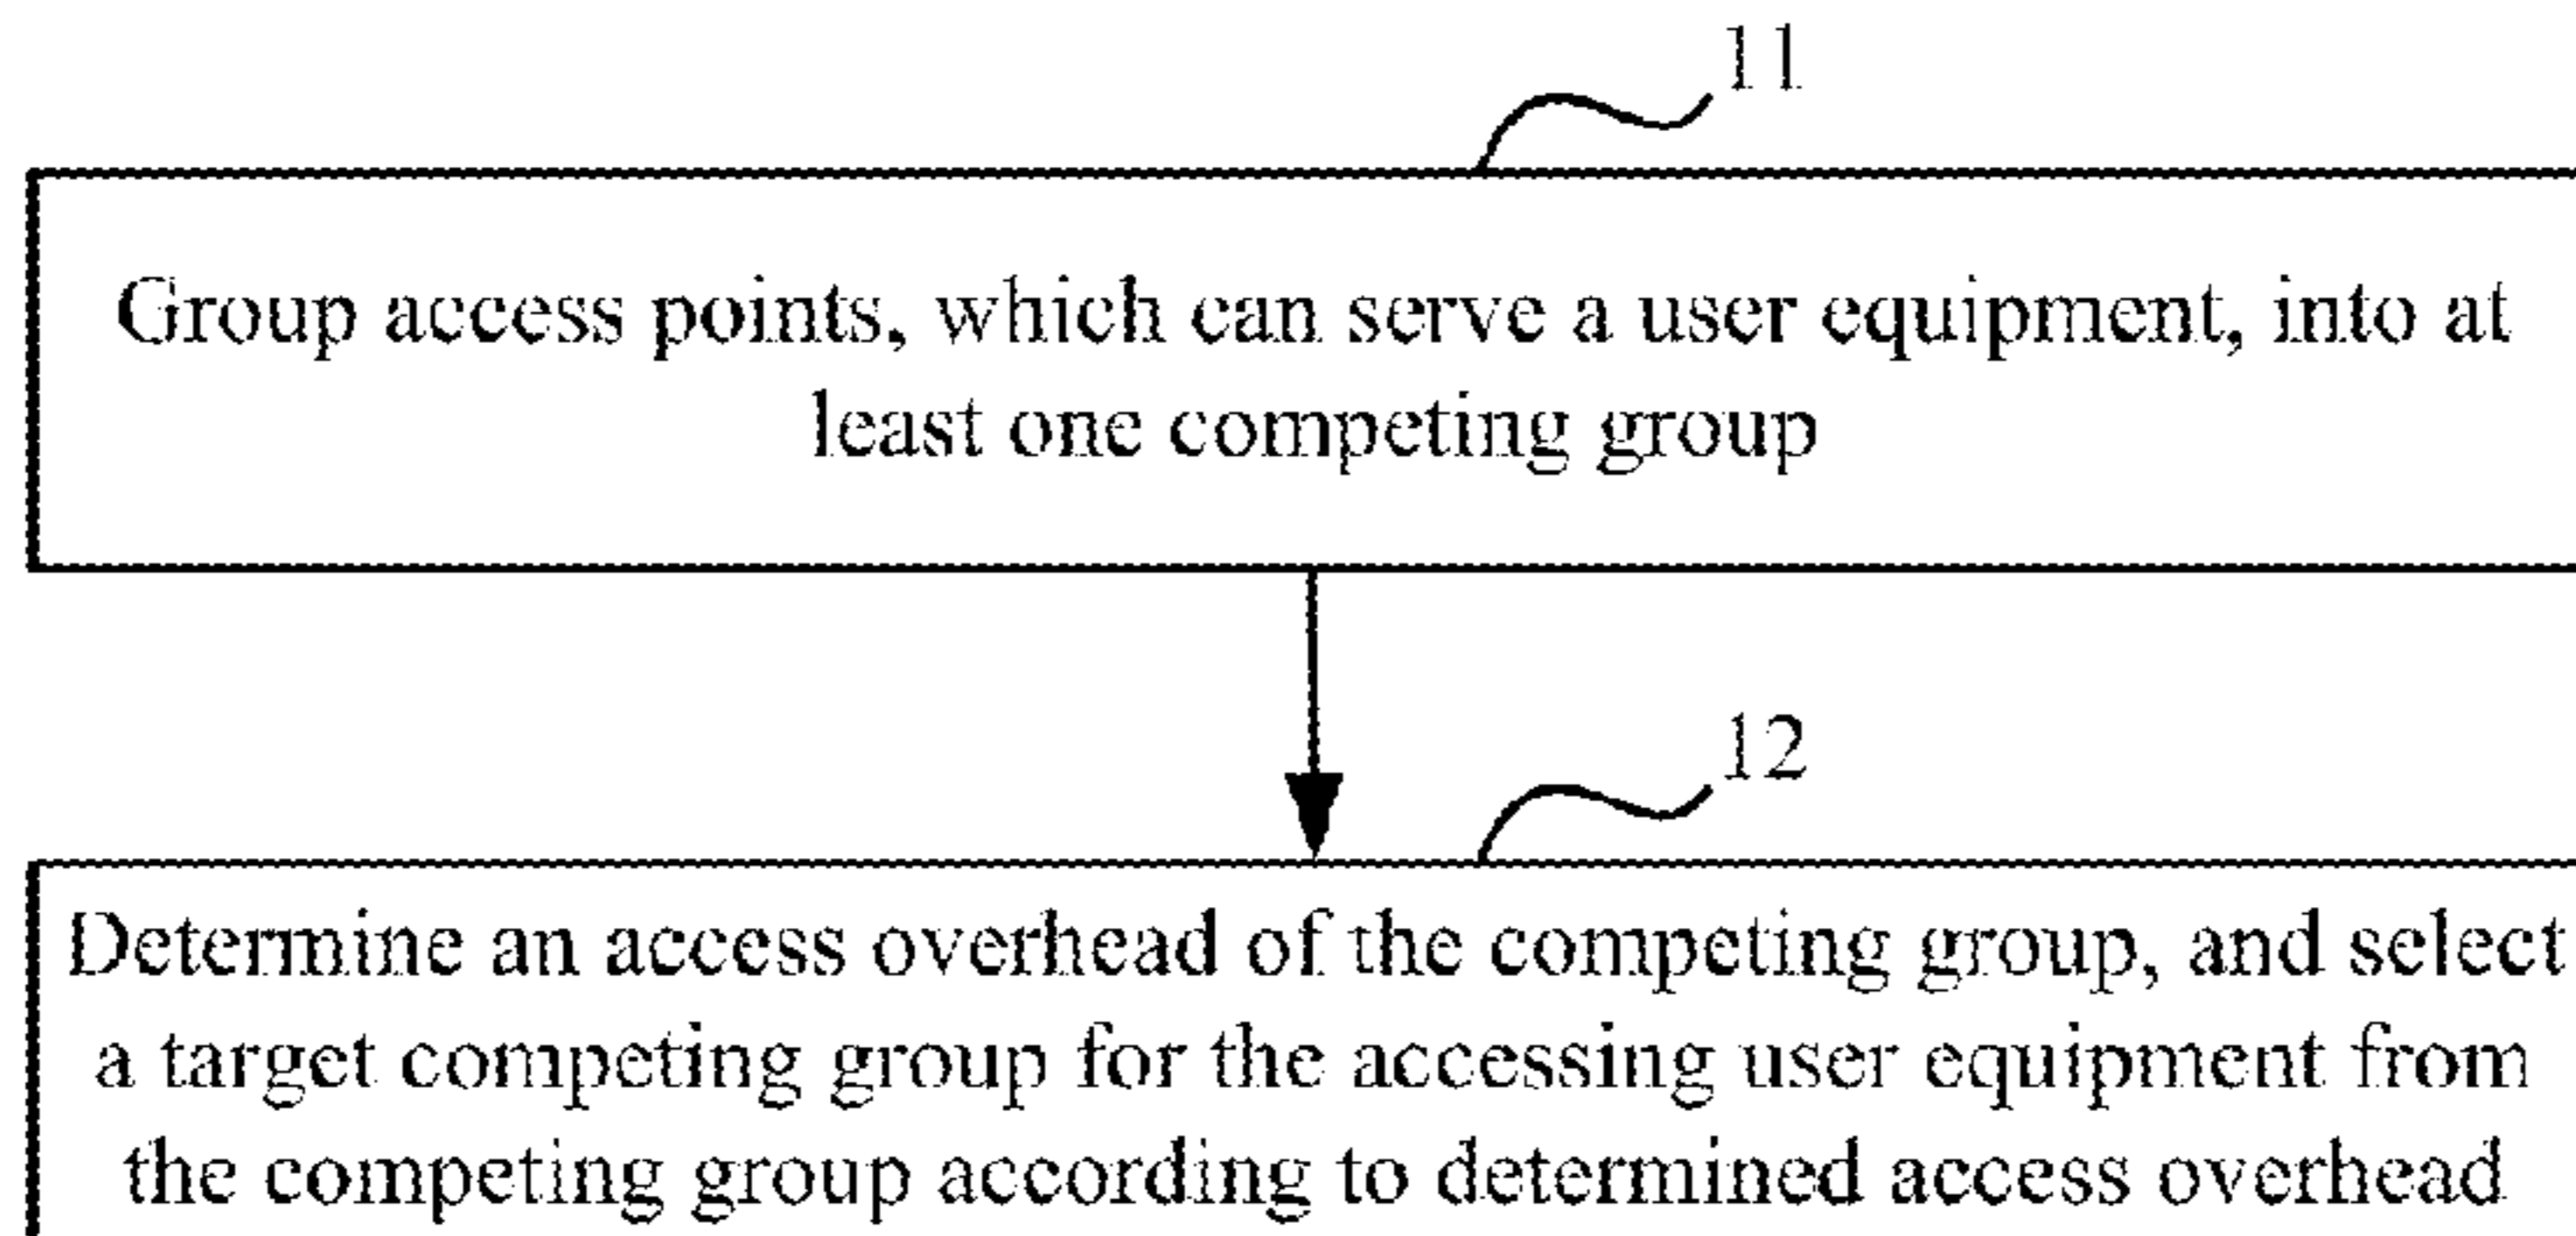 11
Group access points, which can serve a user equipment, into at
least one competing group
12
Determine an access overhead of the competing group, and select
a target competing group for the accessing user equipment from
the competing group according to determined access overhead